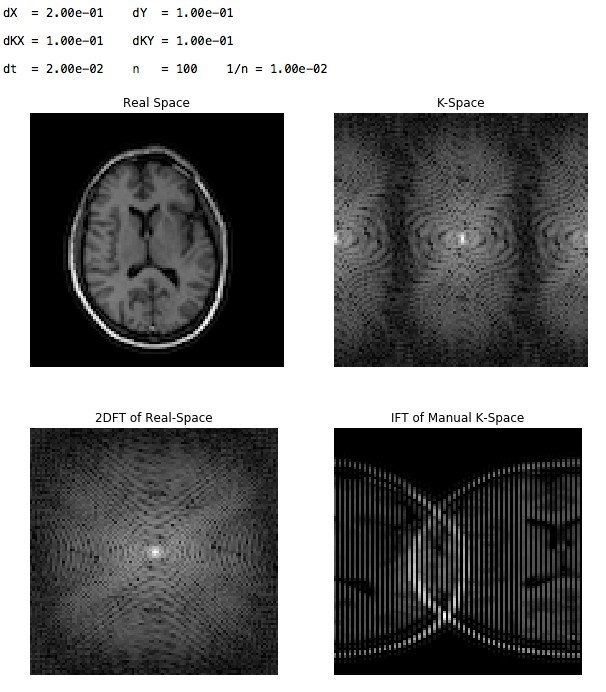 dX  = 2.00e-01    dY  = 1.00e-01
dKX = 1.00e-01    dKY = 1.00e-01
dt  = 2.00e-02    n   = 100    1/n = 1.00e-02
Real Space
K-Space
2DFT of Real-Space
IFT of Manual K-Space